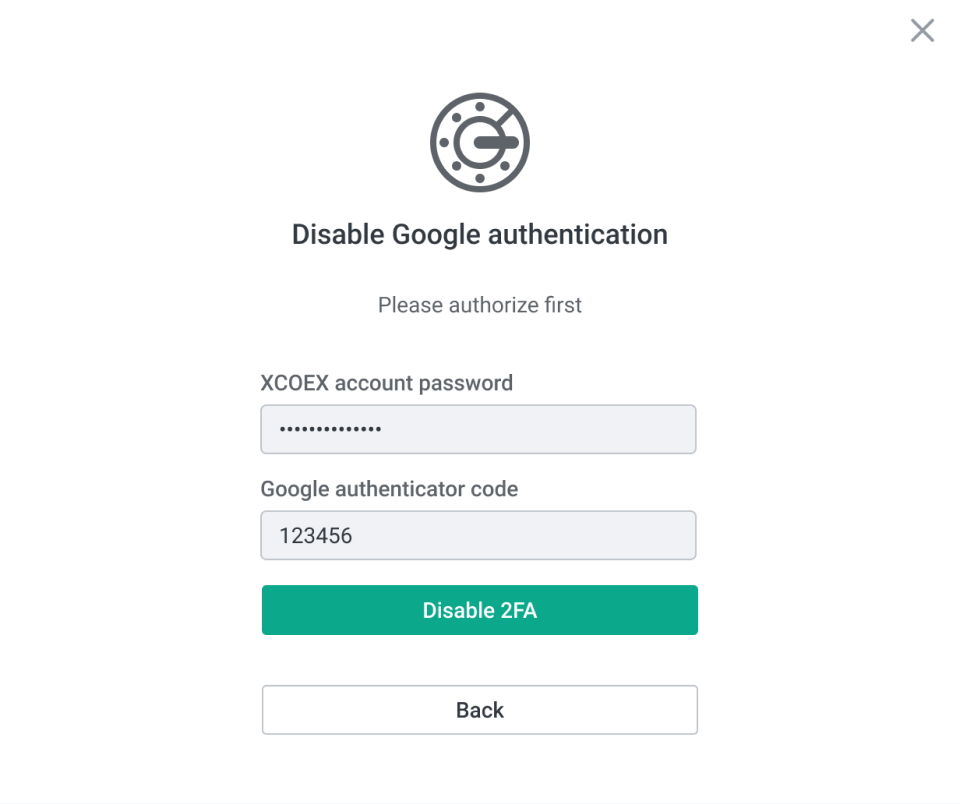 Disable Google authentication
Please authorize first
XCOEX account password
••••••••••••••
Google authenticator code
123456
Disable 2FA
Back